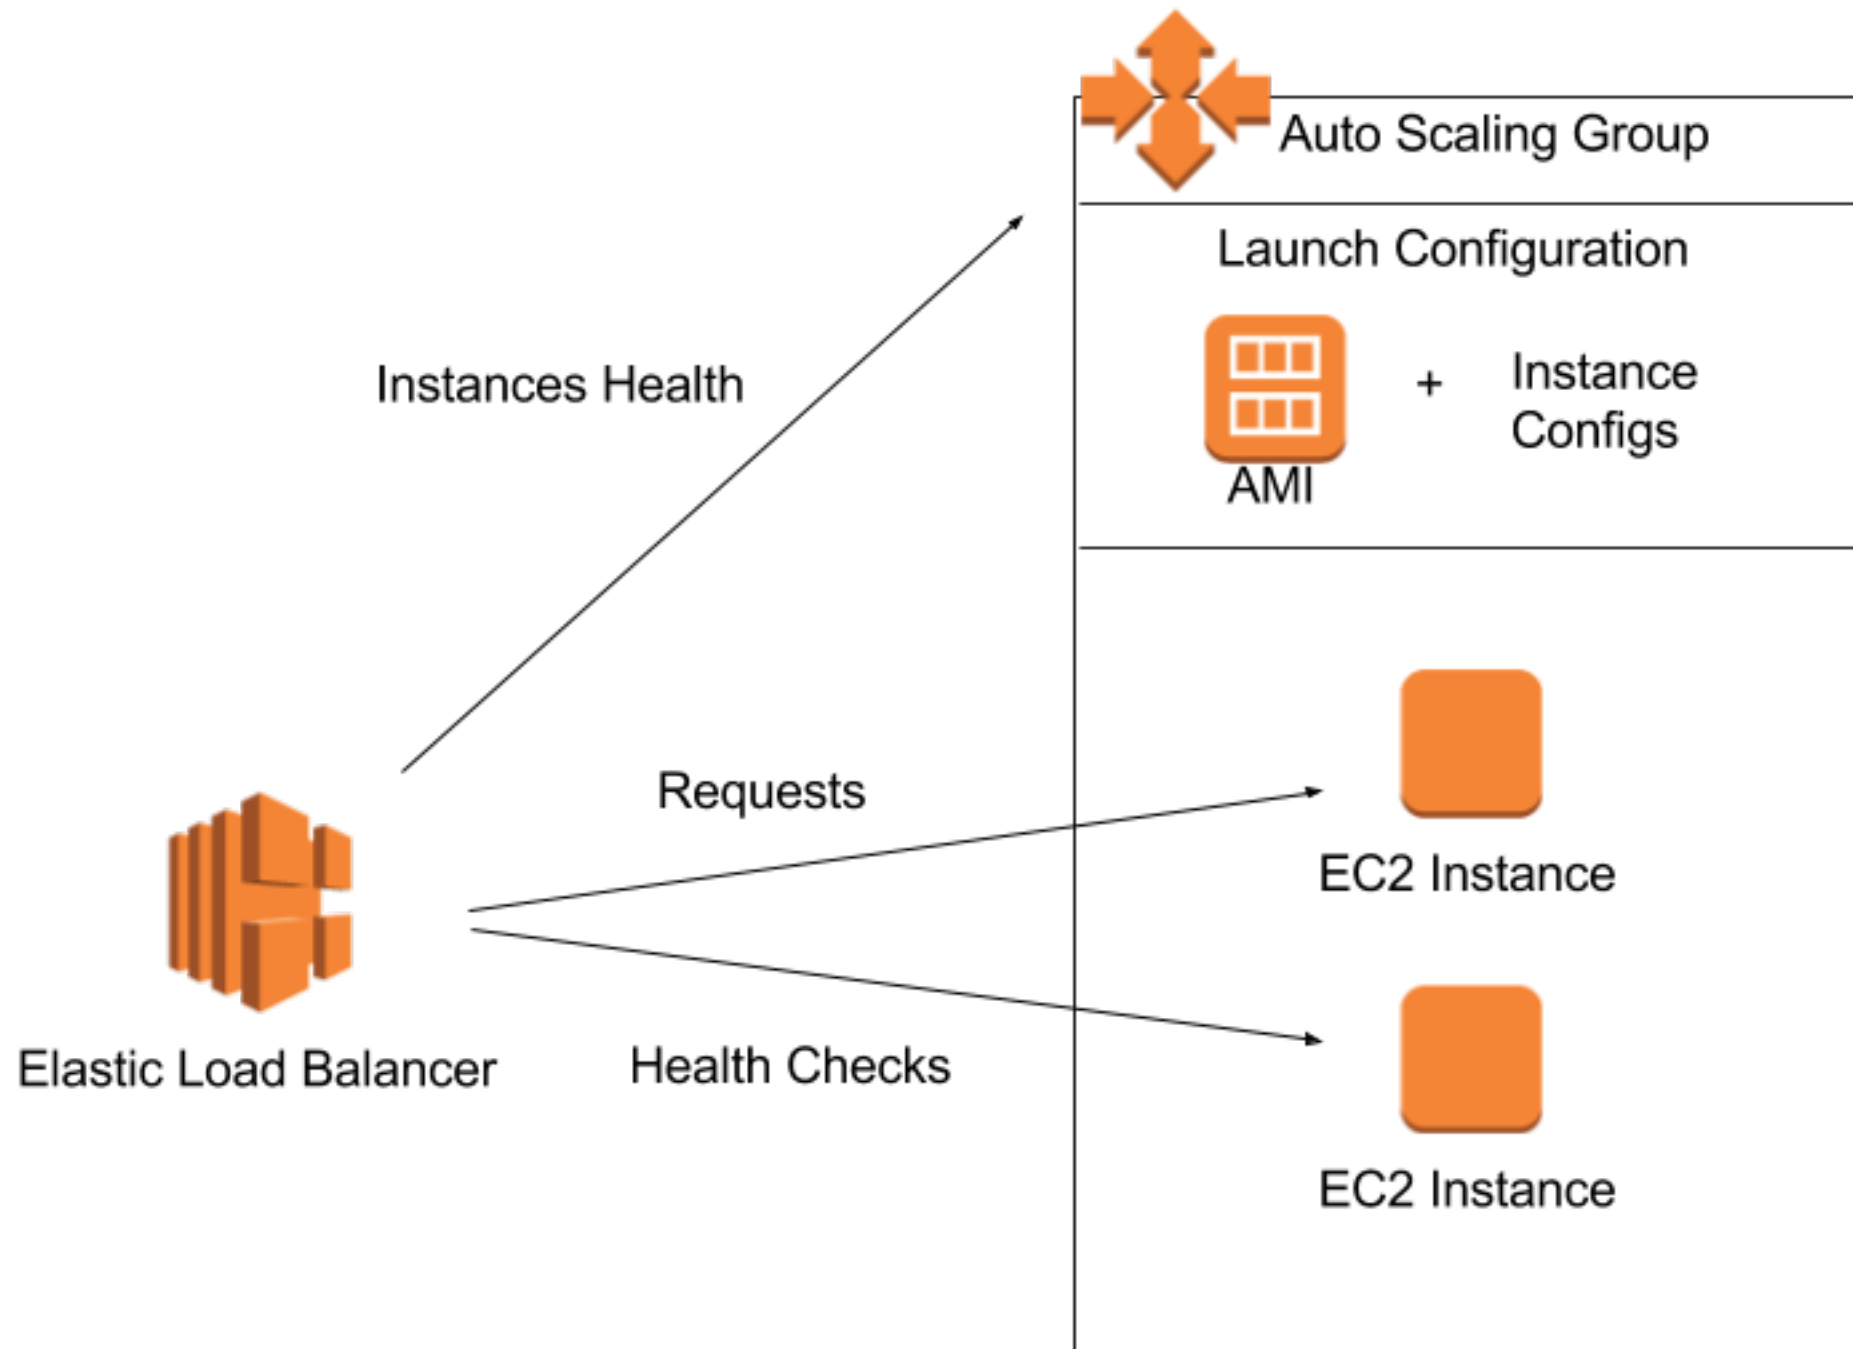 Auto Scaling Group
Launch Configuration
Instances Health
+
Instance
Configs
AMI
Requests
EC2 Instance
Elastic Load Balancer
Health Checks
EC2 Instance